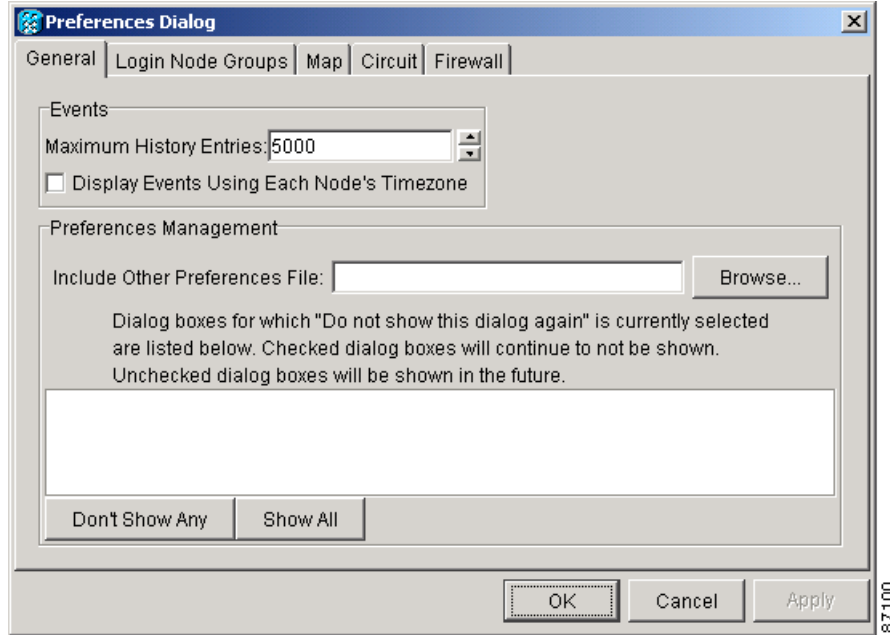 Preferences Dialog
General Login Node Groups Map Circuit Firewall
Events
Maximum History Entries: 5000
Display Events Using Each Node's Timezone
Preferences Management
Include Other Preferences File: Browse...
Dialog boxes for which "Do not show this dialog again" is currently selected
are listed below. Checked dialog boxes will continue to not be shown.
Unchecked dialog boxes will be shown in the future.
Don't Show Any Show All
OK Cancel Apply
87100